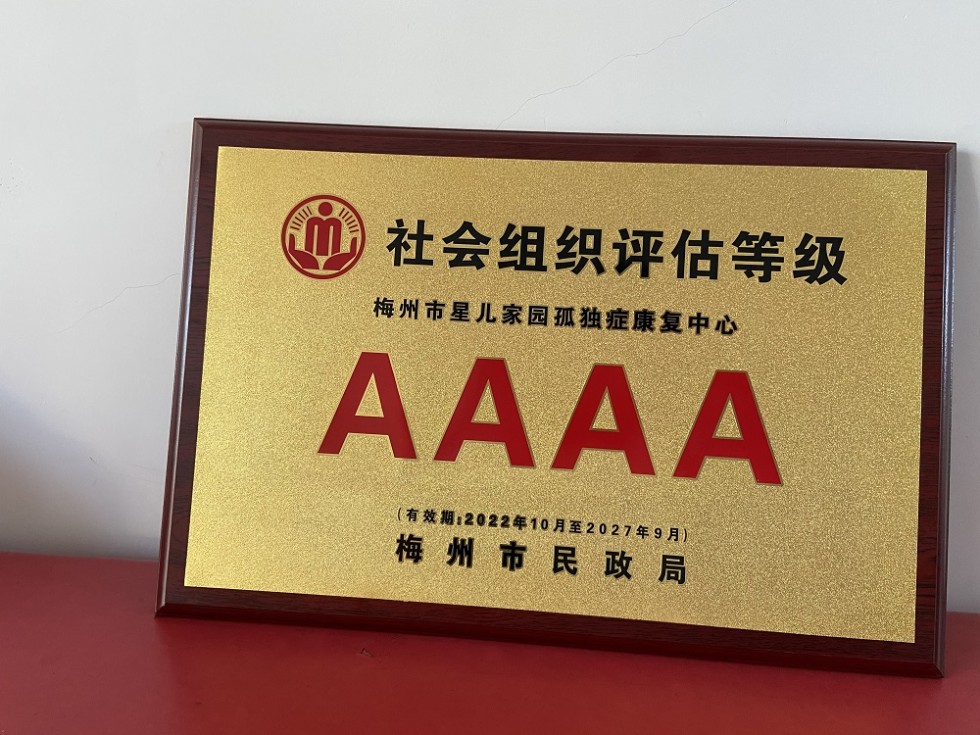 社会组织评估等级
梅州市星儿家园孤独症康复中心
AAAA
(有效期:2022年10月至2027年9月)
梅州市民政局